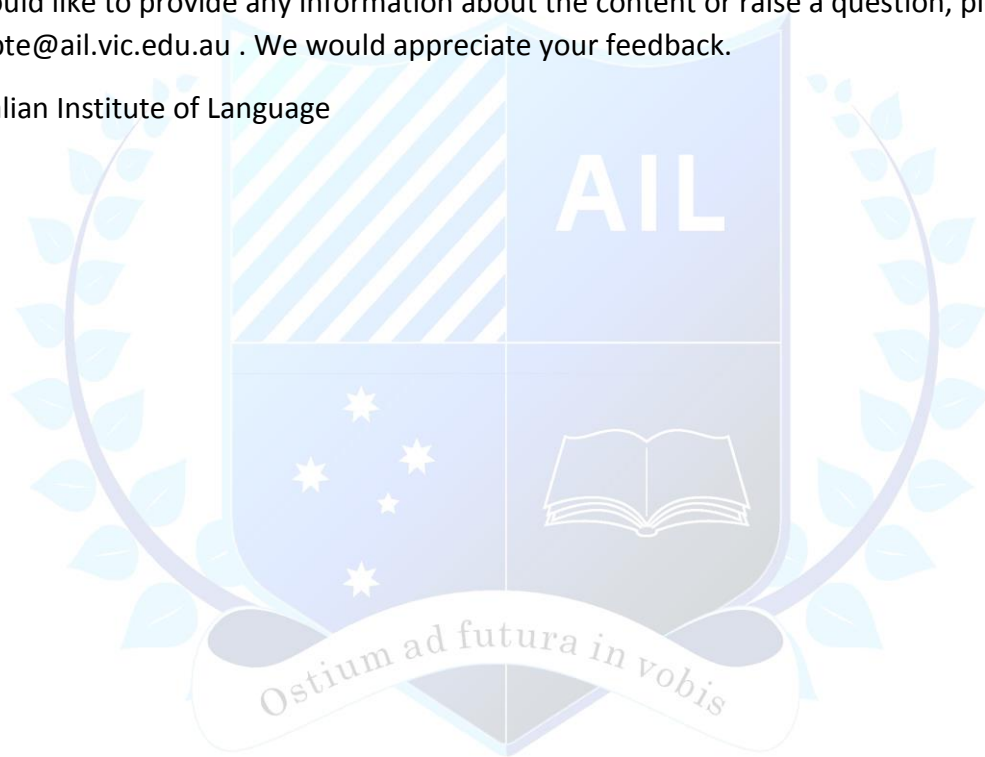 ould like to provide any information about the content or raise a question, pl
ote@ail.vic.edu.au . We would appreciate your feedback.
lian Institute of Language
AIL
Ostium ad futura in vobis